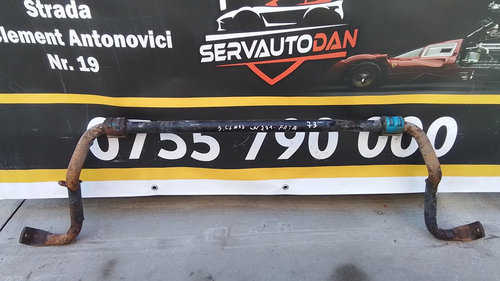 Strada
Clement Antonovici
Nr. 19
SERVAUTODAN
0755 790 000